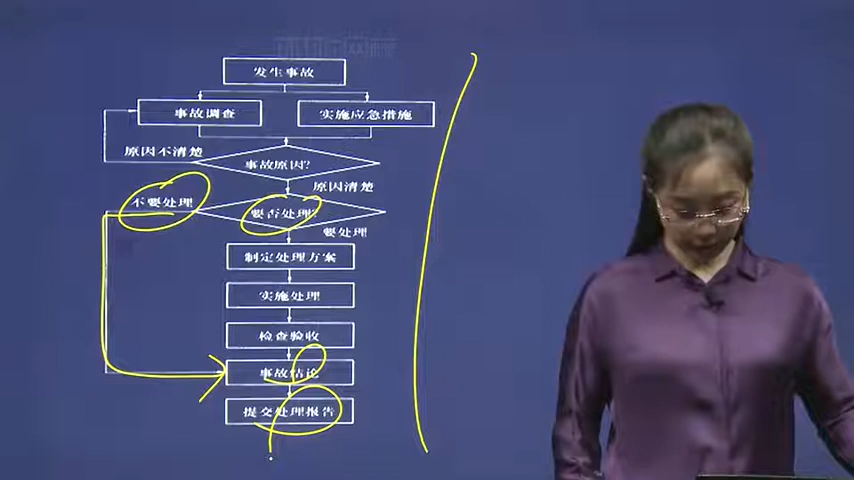 发生事故
事故调查
实施应急措施
原因不清楚
事故原因?
原因清楚
不要处理
要否处理?
要处理
制定处理方案
实施处理
检查验收
事故结论
提交处理报告